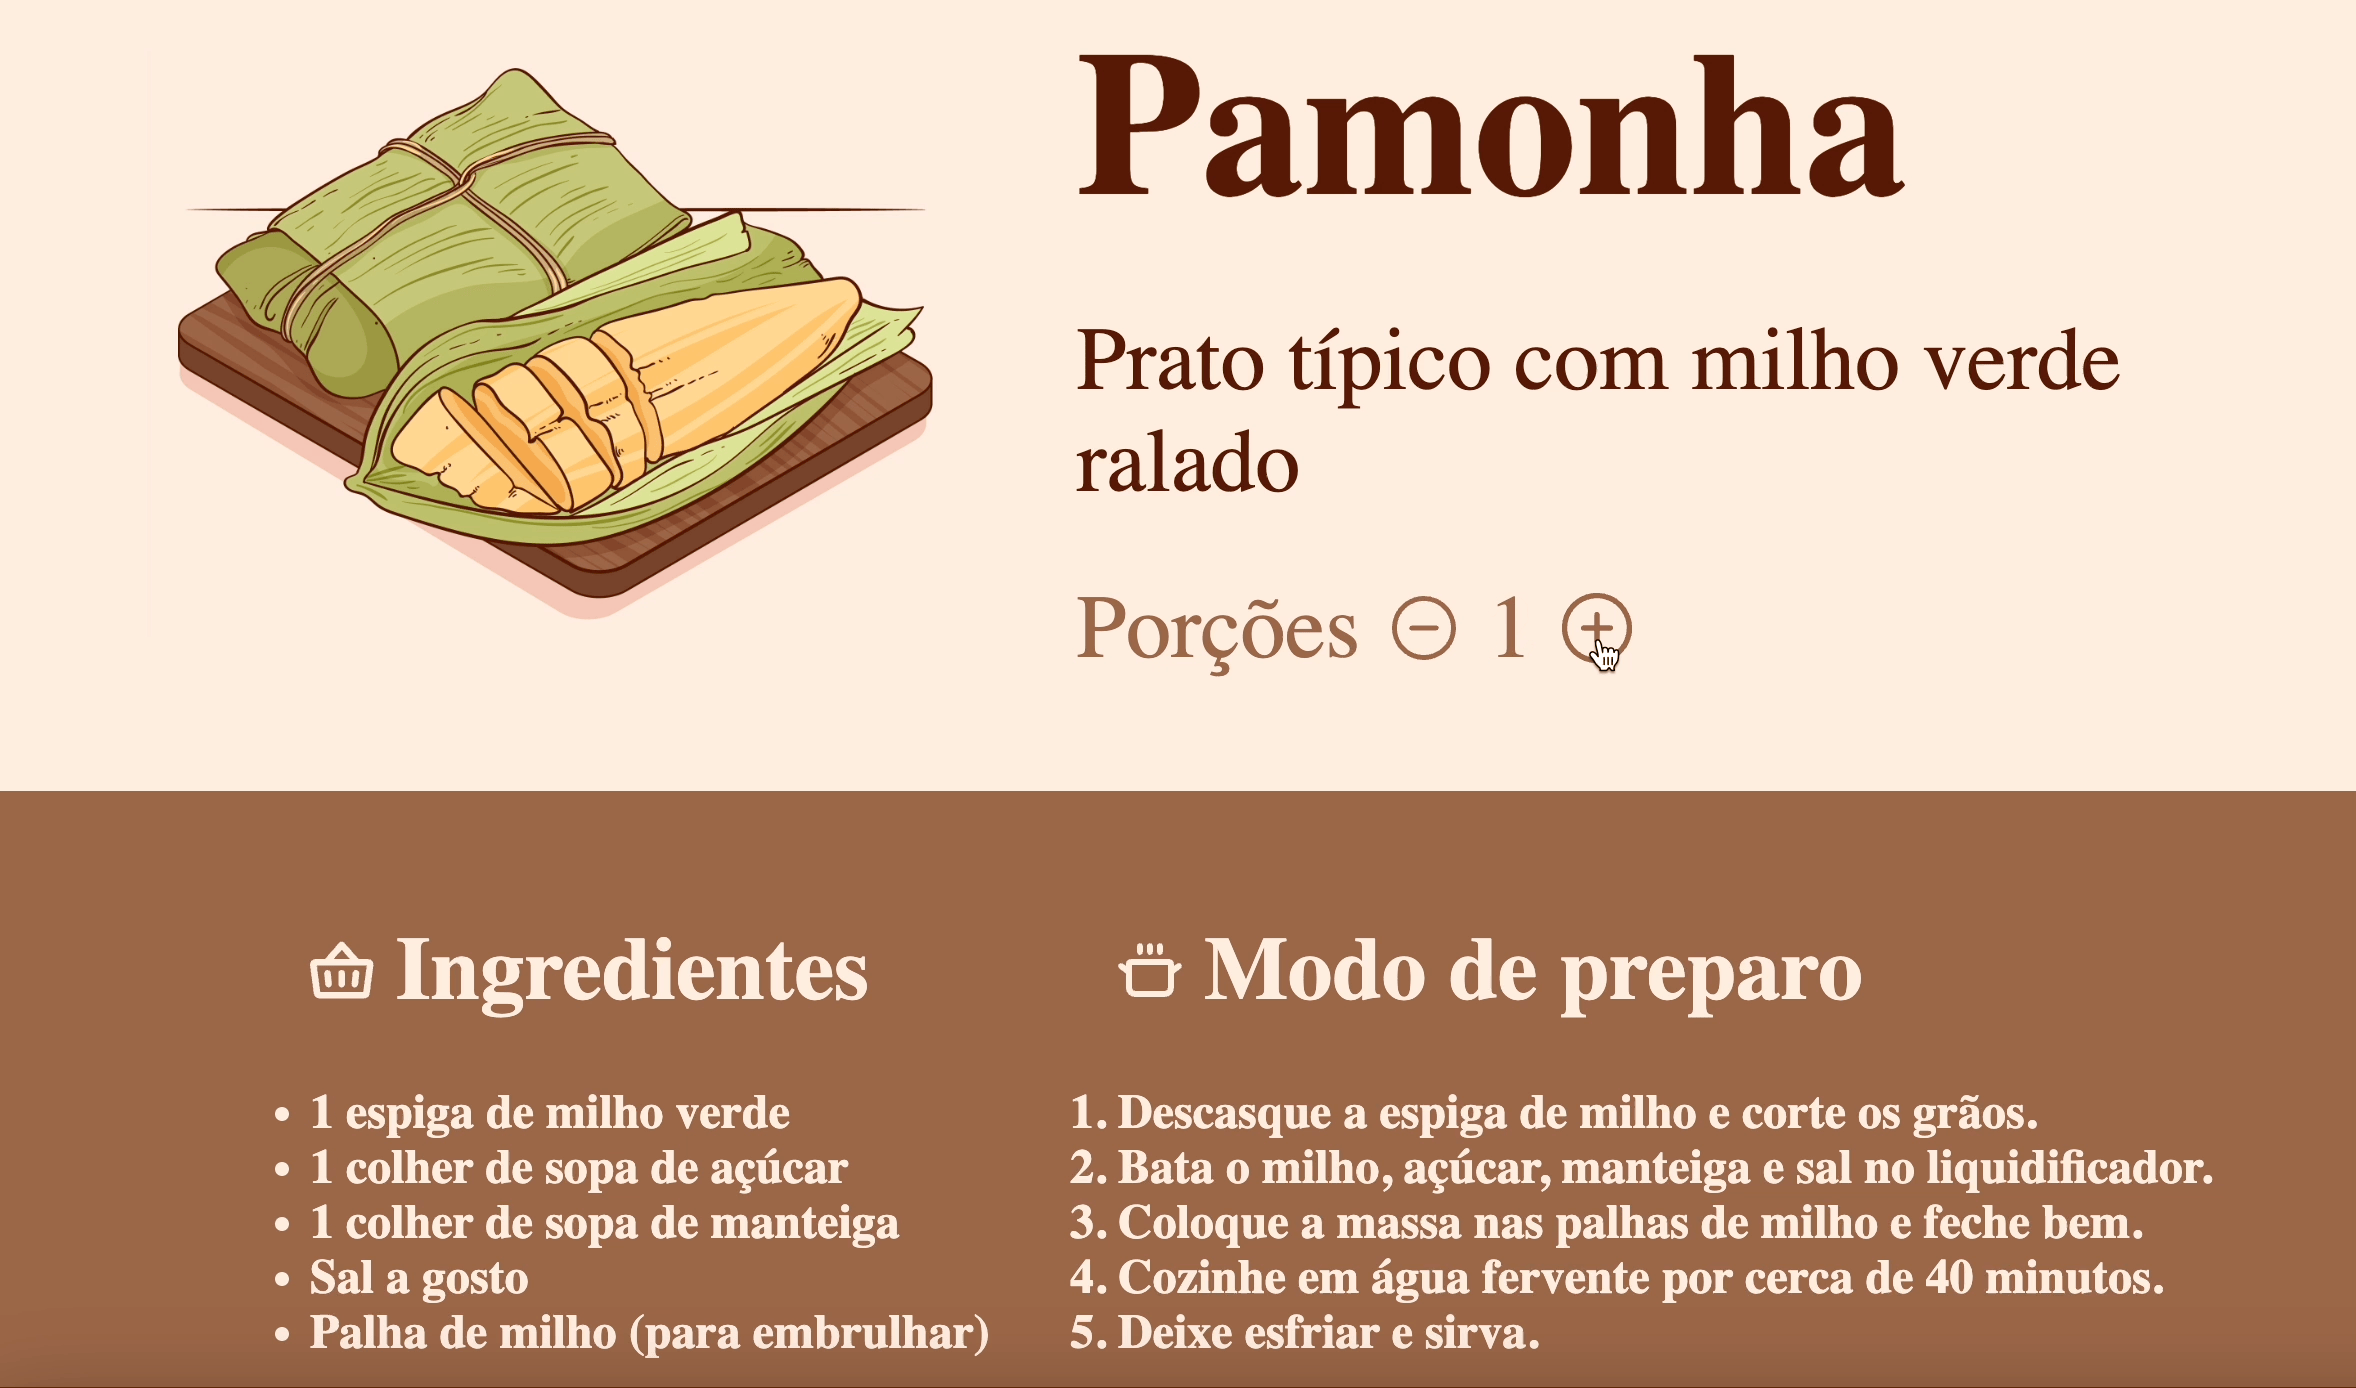 Pamonha
Prato típico com milho verde
ralado
Porções 1
Ingredientes
• 1 espiga de milho verde
• 1 colher de sopa de açúcar
• 1 colher de sopa de manteiga
• Sal a gosto
• Palha de milho (para embrulhar)
Modo de preparo
1. Descasque a espiga de milho e corte os grãos.
2. Bata o milho, açúcar, manteiga e sal no liquidificador.
3. Coloque a massa nas palhas de milho e feche bem.
4. Cozinhe em água fervente por cerca de 40 minutos.
5. Deixe esfriar e sirva.